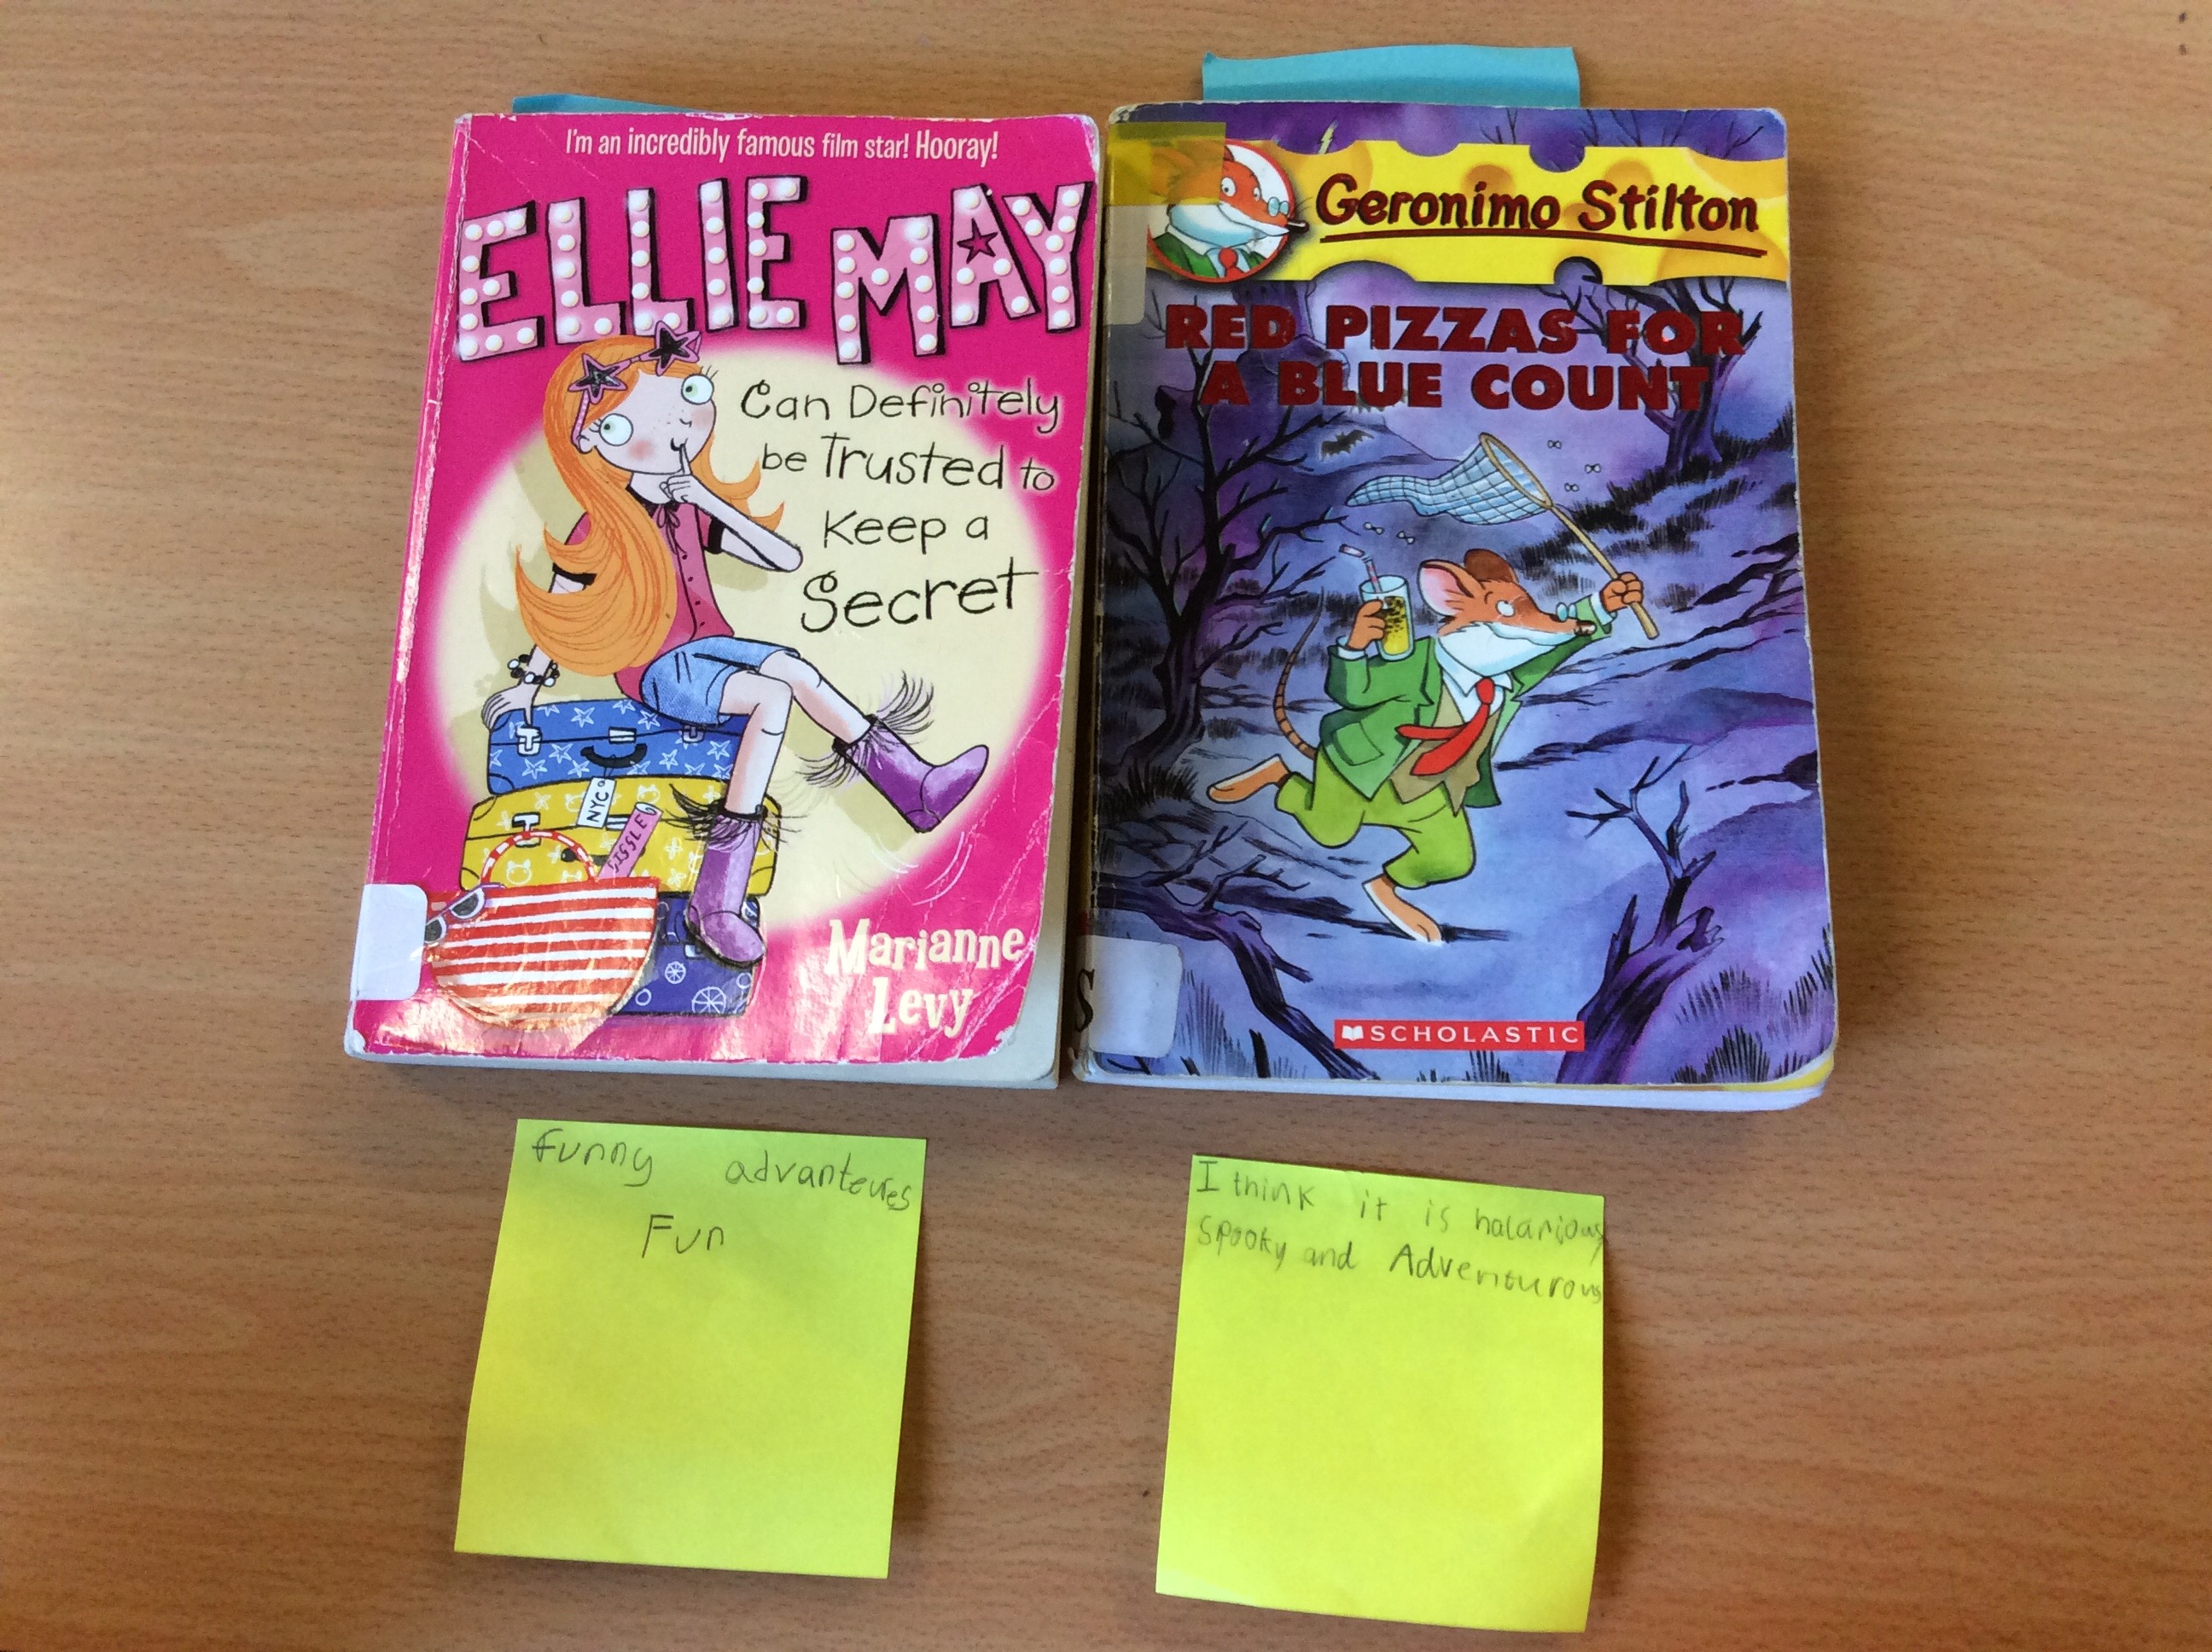 I'm an incredibly famous film star! Hooray!
ELLIE MAY
Can Definitely
be Trusted to
Keep a
Secret
NYC
Marianne
Levy
Geronimo Stilton
RED PIZZAS FOR
A BLUE COUNT
SCHOLASTIC
S
funny advanteures
Fun
I think it is halarious
spooky and Adventurous